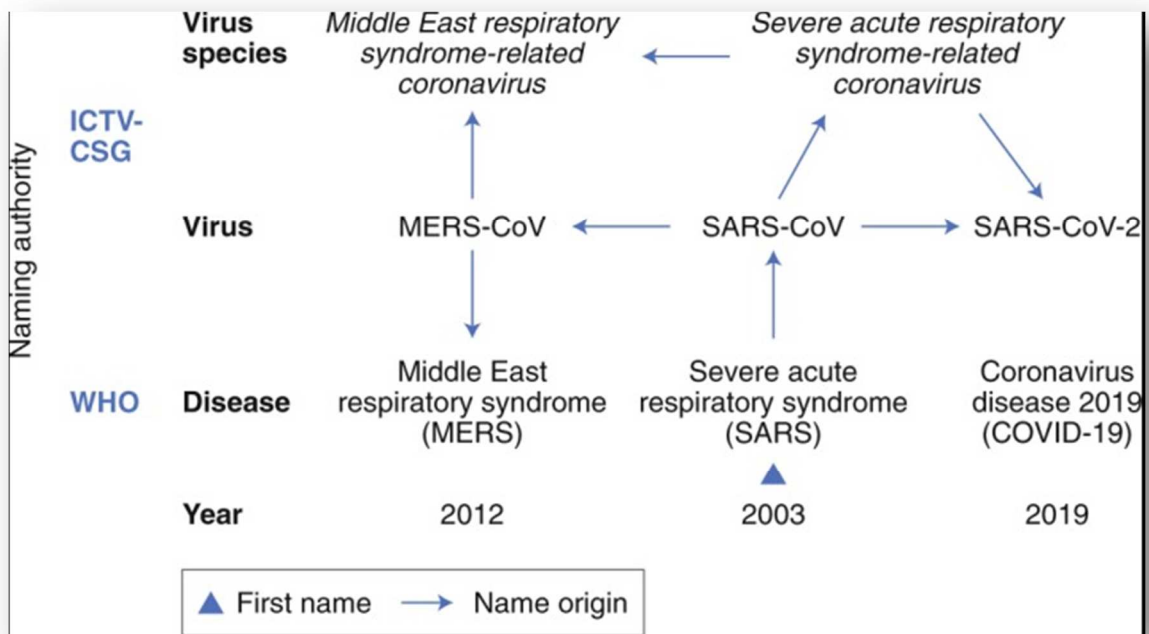 Virus
species
Middle East respiratory
syndrome-related
coronavirus
Severe acute respiratory
syndrome-related
coronavirus
Naming authority
ICTV-
CSG
Virus
MERS-CoV
SARS-CoV
SARS-CoV-2
WHO
Disease
Middle East
respiratory syndrome
(MERS)
Severe acute
respiratory syndrome
(SARS)
Coronavirus
disease 2019
(COVID-19)
Year
2012
2003
2019
First name
Name origin